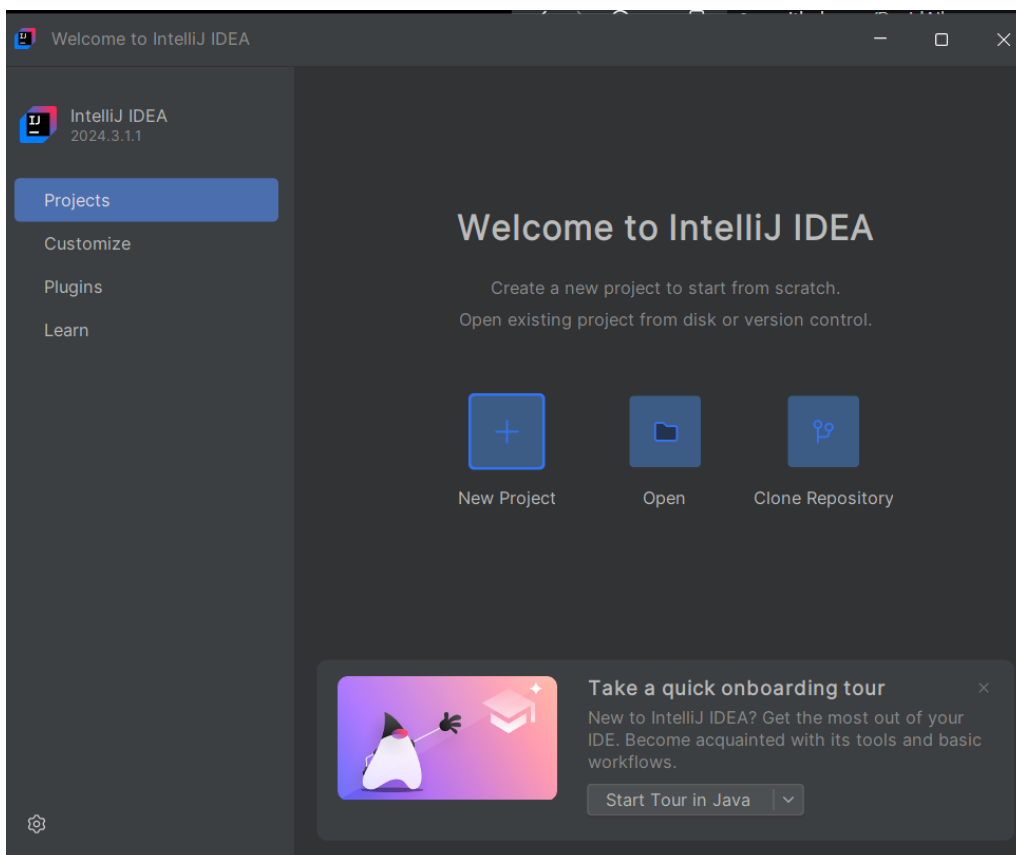 Welcome to IntelliJ IDEA
IJ
IntelliJ IDEA
2024.3.1.1
Projects
Customize
Plugins
Learn
Welcome to IntelliJ IDEA
Create a new project to start from scratch.
Open existing project from disk or version control.
New Project
Open
Clone Repository
Take a quick onboarding tour
New to IntelliJ IDEA? Get the most out of your
IDE. Become acquainted with its tools and basic
workflows.
Start Tour in Java